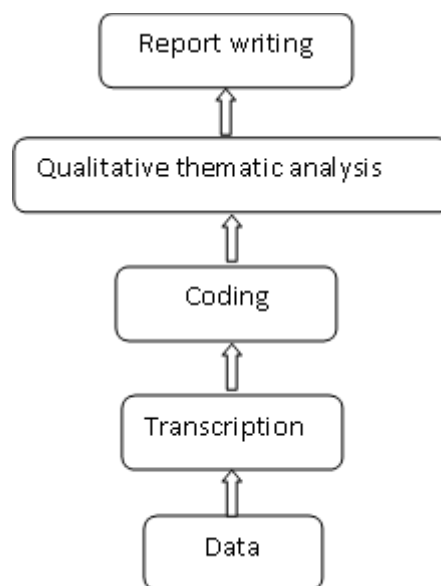 Report writing
Qualitative thematic analysis
Coding
Transcription
Data